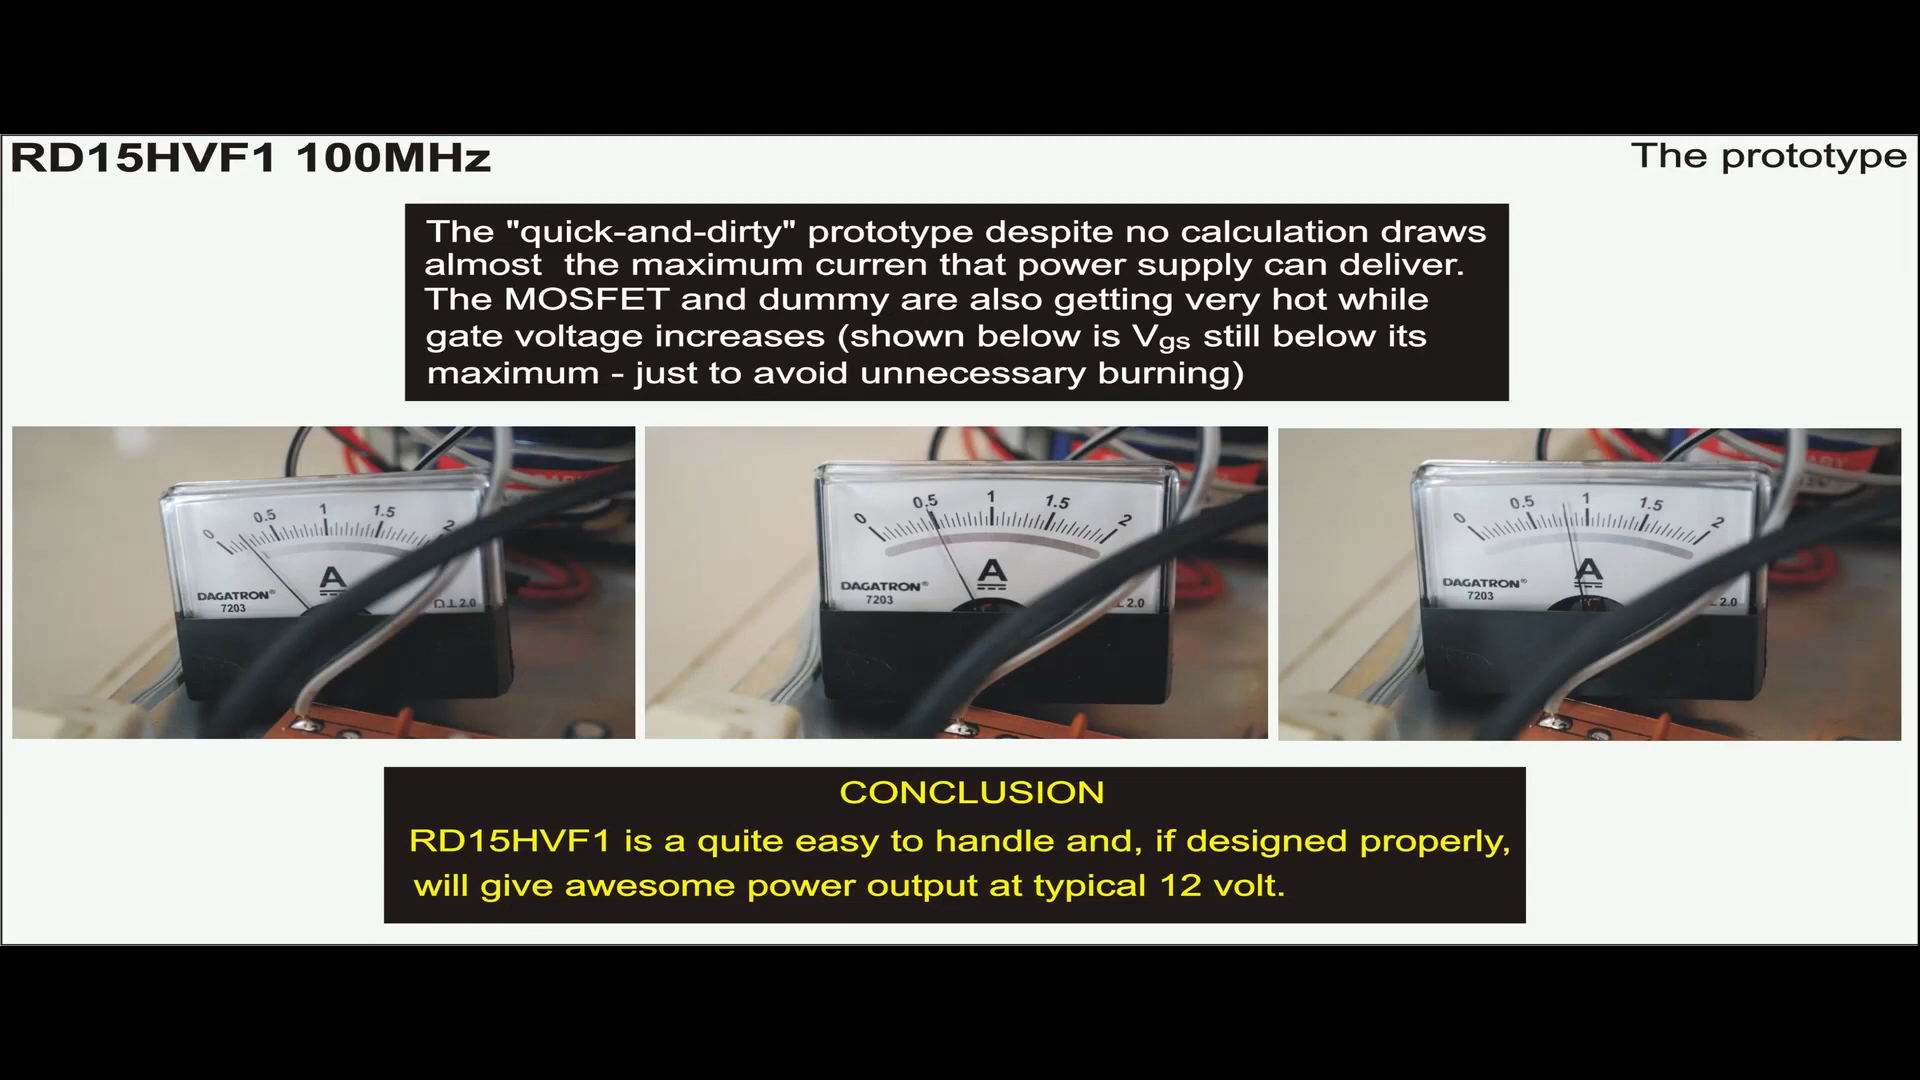 RD15HVF1 100MHz
The prototype
The "quick-and-dirty" prototype despite no calculation draws
almost the maximum curren that power supply can deliver.
The MOSFET and dummy are also getting very hot while
gate voltage increases (shown below is Vgs still below its
maximum - just to avoid unnecessary burning)
0 0.5 1 1.5 2
A
DAGATRON®
7203
2.0
0 0.5 1 1.5 2
A
DAGATRON®
7203
2.0
0 0.5 1 1.5 2
A
DAGATRON®
7203
2.0
CONCLUSION
RD15HVF1 is a quite easy to handle and, if designed properly,
will give awesome power output at typical 12 volt.